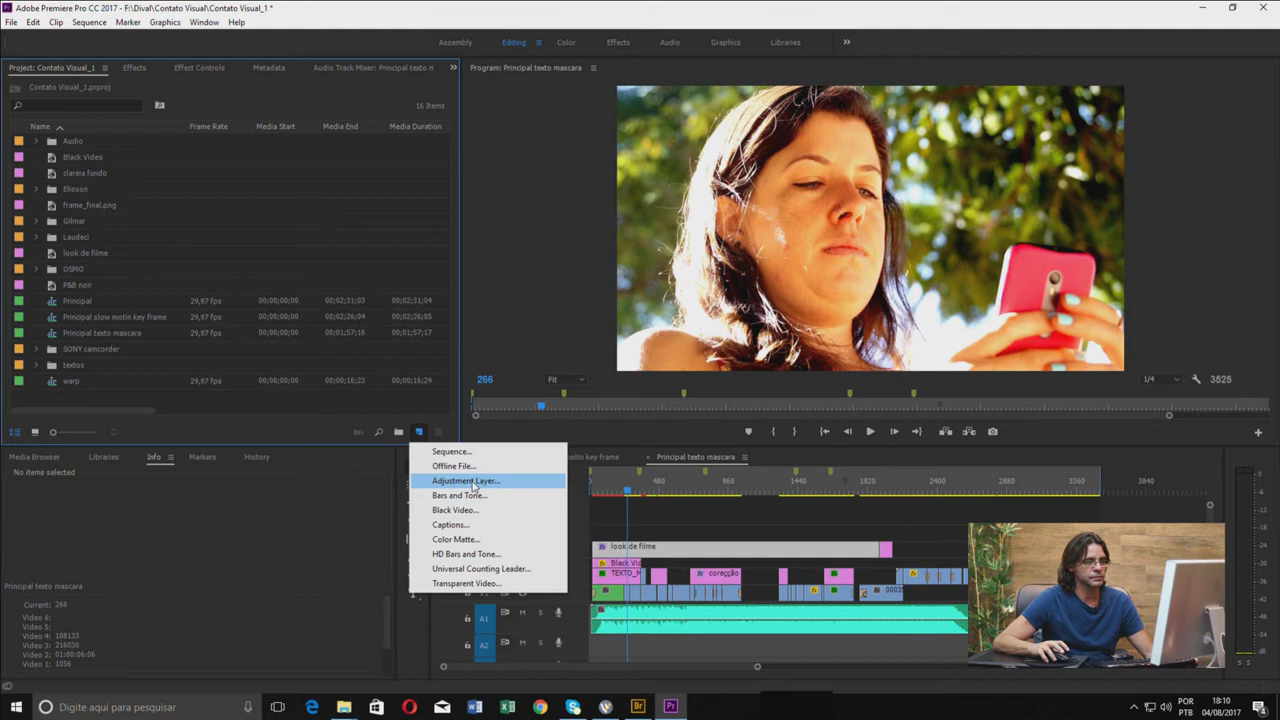 Adobe Premiere Pro CC 2017 - F:\Dival\Contato Visual\Contato Visual_1 *
File Edit Clip Sequence Marker Graphics Window Help
Assembly Editing Color Effects Audio Graphics Libraries
Project: Contato Visual_1 Effects Effect Controls Metadata Audio Track Mixer: Principal texto n
Program: Principal texto mascara
Contato Visual_1.prproj
16 Items
Name Frame Rate Media Start Media End Media Duration
Audio
Black Video
clareia fundo
Elisson
frame_final.png
Gilmar
Laudeci
look de filme
OSMO
P&B noir
Principal 29,97 fps 00;00;00;00 00;02;31;03 00;02;31;04
Principal slow motin key frame 29,97 fps 00;00;00;00 00;02;26;04 00;02;26;05
Principal texto mascara 29,97 fps 00;00;00;00 00;01;57;16 00;01;57;17
SONY camcorder
textos
warp 29,97 fps 00;00;00;00 00;00;16;23 00;00;16;24
266 Fit 1/4 3525
Sequence...
Offline File...
Adjustment Layer...
Bars and Tone...
Black Video...
Captions...
Color Matte...
HD Bars and Tone...
Universal Counting Leader...
Transparent Video...
Media Browser Libraries Info Markers History
No items selected
motin key frame Principal texto mascara
0 480 960 1440 1920 2400 2880 3360 3840
look de filme
Black Vid
TEXTO_M coreção
A1 M S
A2 M S
Principal texto mascara
Current: 266
Video 6:
Video 5:
Video 4: 108133
Video 3: 216030
Video 2: 01:00:06:06
Video 1: 1056
0
S S
Digite aqui para pesquisar
POR
PTB
18:10
04/08/2017